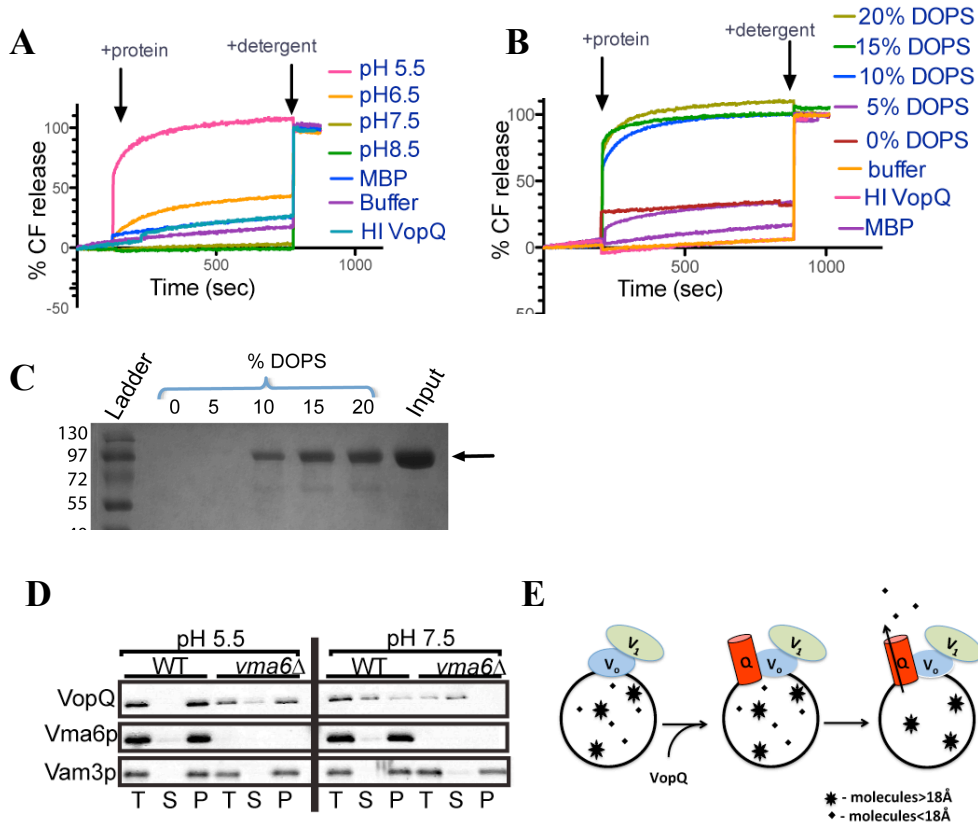 A
+protein
+detergent
pH 5.5
pH6.5
pH7.5
pH8.5
MBP
Buffer
HI VopQ
% CF release
100
50
0
-50
500
1000
Time (sec)
B
+protein
+detergent
20% DOPS
15% DOPS
10% DOPS
5% DOPS
0% DOPS
buffer
HI VopQ
MBP
% CF release
100
50
0
500
1000
Time (sec)
C
Ladder
% DOPS
0 5 10 15 20
Input
130
97
72
55
D
pH 5.5 pH 7.5
WT vma6Δ WT vma6Δ
VopQ
Vma6p
Vam3p
T S P T S P T S P T S P
E
V1
Vo
VopQ
Q
Vo
V1
Q
Vo
V1
- molecules>18Å
- molecules<18Å